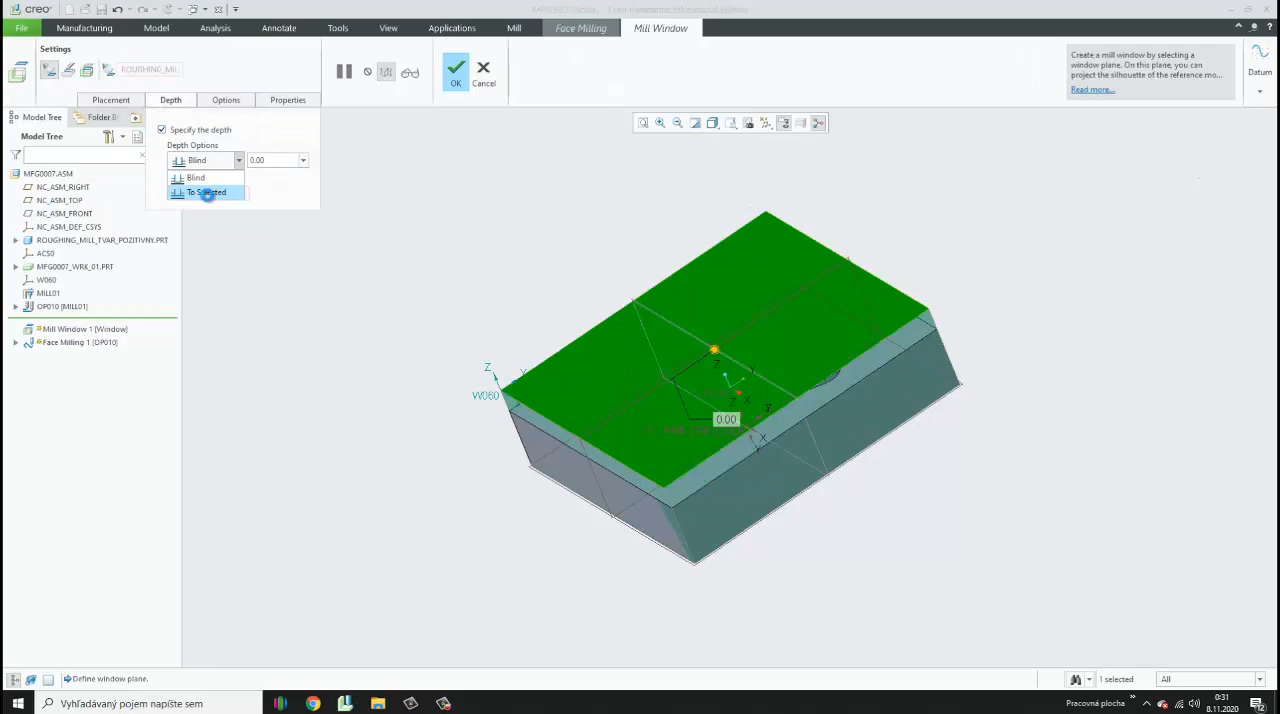 creo
File Manufacturing Model Analysis Annotate Tools View Applications Mill Face Milling Mill Window
Settings
ROUGHING_MIL
OK Cancel
Create a mill window by selecting a
window plane. On this plane, you can
project the silhouette of the reference mo...
Read more...
Datum
Placement Depth Options Properties
Model Tree Folder B
Model Tree
Specify the depth
Depth Options
Blind 0.00
Blind
To Selected
MFG0007.ASM
NC_ASM_RIGHT
NC_ASM_TOP
NC_ASM_FRONT
NC_ASM_DEF_CSYS
ROUGHING_MILL_TVAR_POZITIVNY.PRT
ACS0
MFG0007_WRK_01.PRT
W060
MILL01
OP010 [MILL01]
Mill Window 1 [Window]
Face Milling 1 [OP010]
Z
X
W060
Z
Y
X
Z
Y
0.00
X
Y
Define window plane.
1 selected
All
Vyhľadávaný pojem napíšte sem
Pracovná plocha
0:31
8.11.2020
12